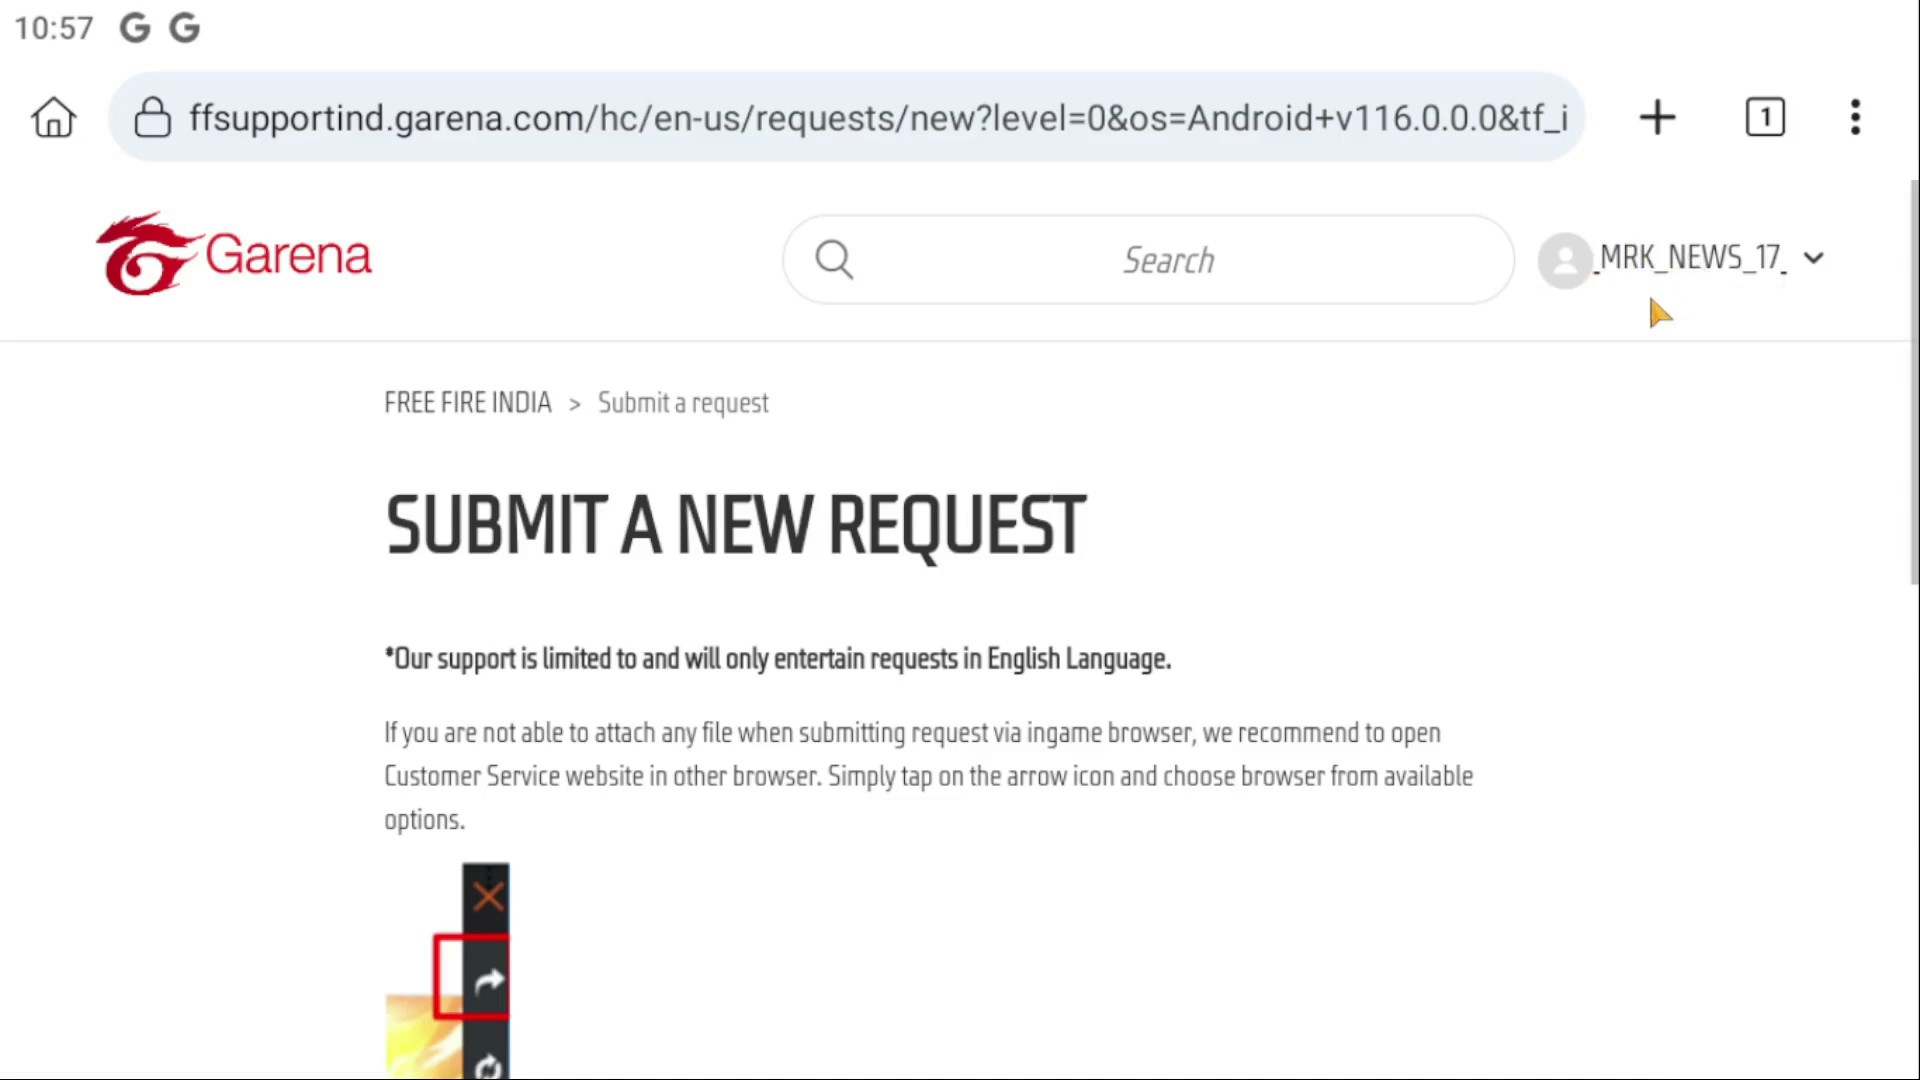 10:57 G G
ffsupportind.garena.com/hc/en-us/requests/new?level=0&os=Android+v116.0.0.0&tf_i
1
Garena
Search
_MRK_NEWS_17_
FREE FIRE INDIA > Submit a request
SUBMIT A NEW REQUEST
*Our support is limited to and will only entertain requests in English Language.
If you are not able to attach any file when submitting request via ingame browser, we recommend to open
Customer Service website in other browser. Simply tap on the arrow icon and choose browser from available
options.